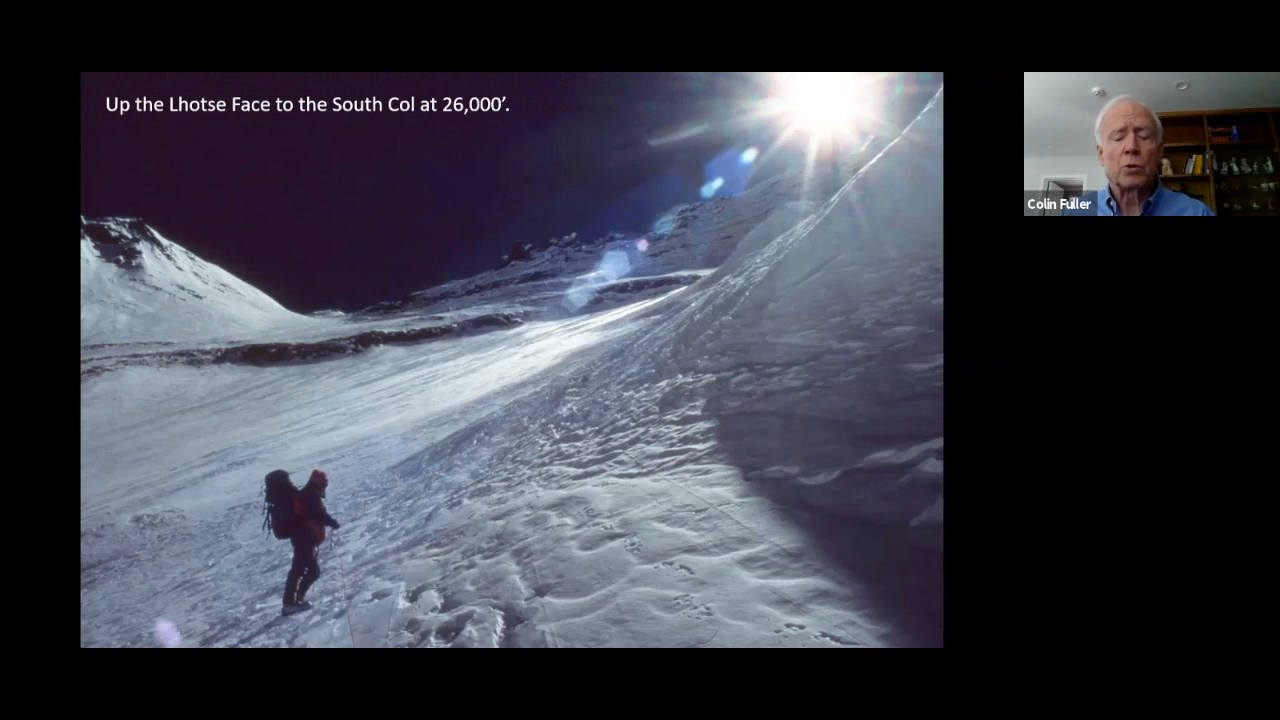 Up the Lhotse Face to the South Col at 26,000’.
Colin Fuller